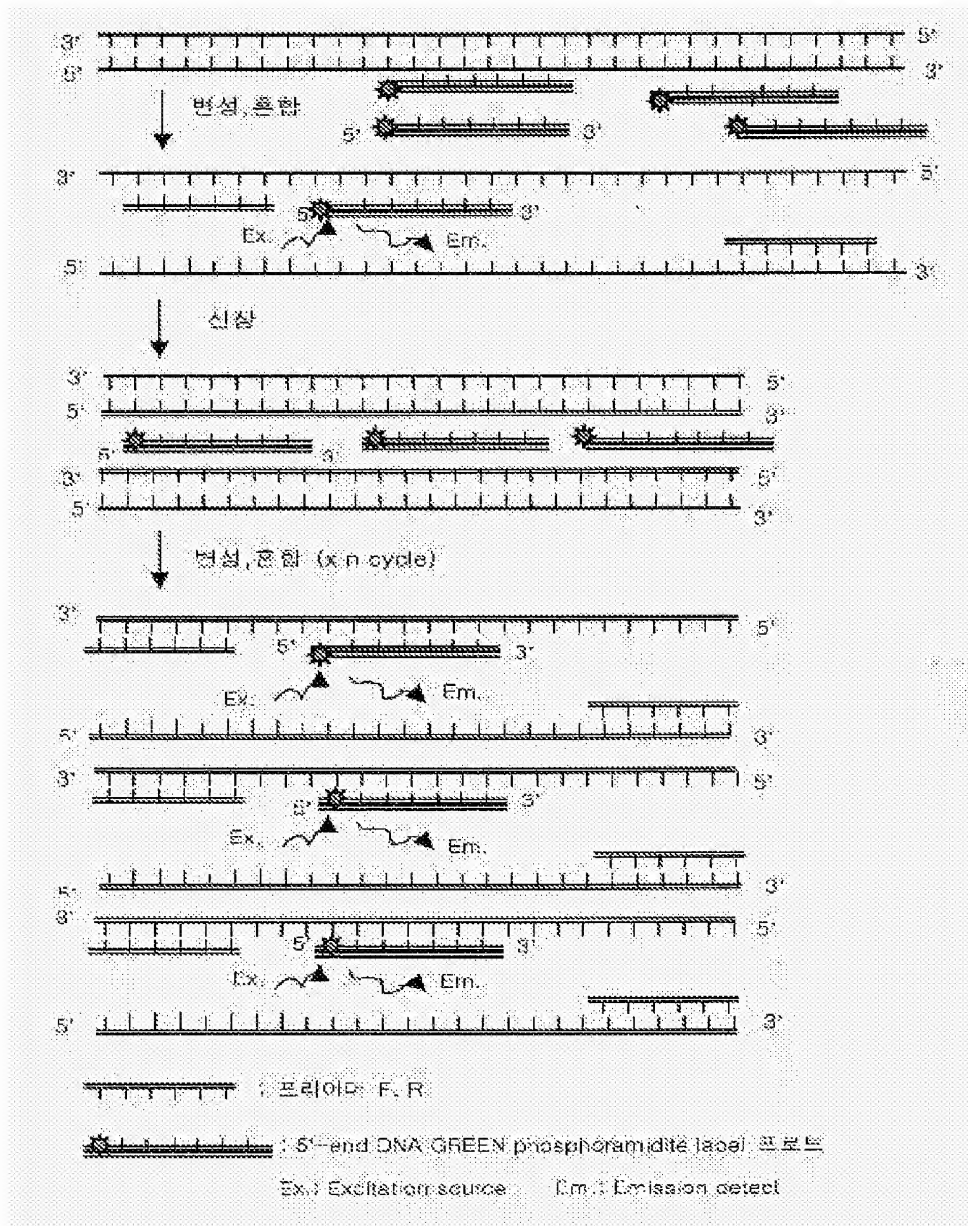 3' 5'
5' 3'
변성,혼합
5' 3'
3' 5'
5' 3'
Ex. Em.
5' 3'
신장
3' 5'
5' 3'
5' 3'
3' 5'
5' 3'
변성,혼합 (x n cycle)
3' 5'
5' 3'
Ex. Em.
5' 3'
3' 5'
5' 3'
Ex. Em.
5' 3'
3' 5'
5' 3'
Ex. Em.
5' 3'
: 프라이머 F, R
: 5'-end DNA GREEN phosphoramidite label 프로브
Ex.: Excitation source Em.: Emission detect